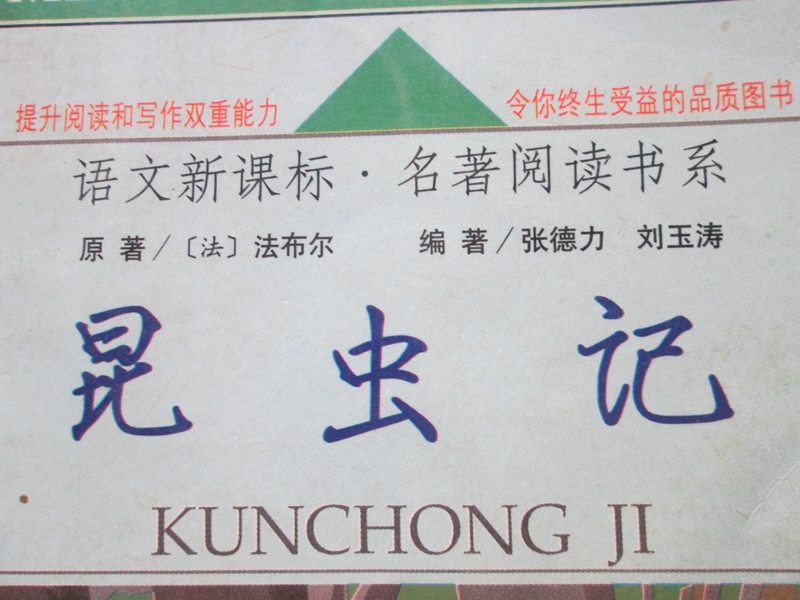 提升阅读和写作双重能力
令你终生受益的品质图书
语文新课标·名著阅读书系
原 著/〔法〕法布尔 编 著/张德力 刘玉涛
昆虫记
KUNCHONG JI